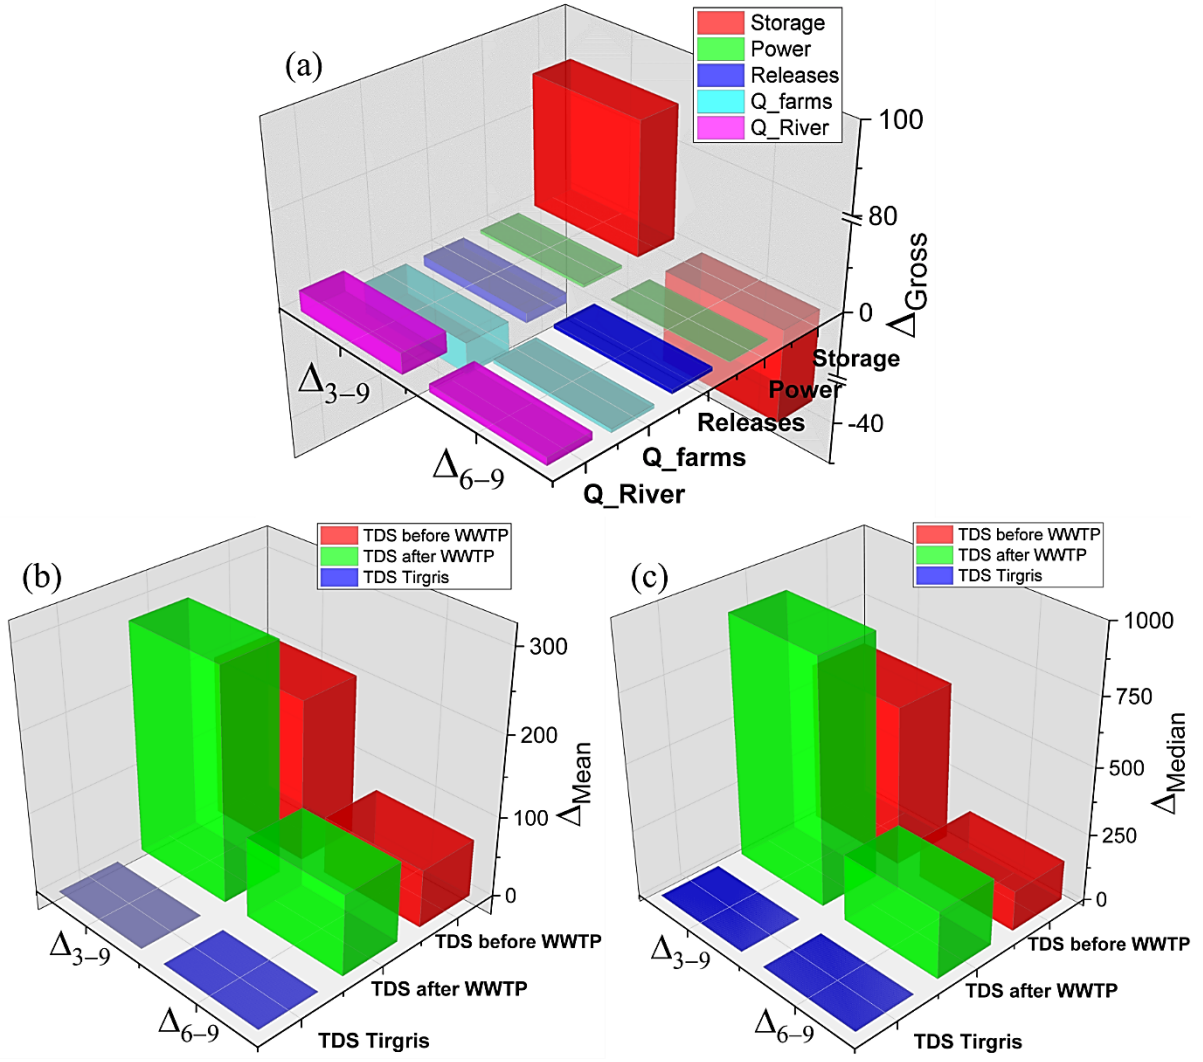 (a)
Storage
Power
Releases
Q_farms
Q_River
100
80
0
-40
ΔGross
Storage
Power
Releases
Q_farms
Q_River
Δ3–9
Δ6–9
(b)
TDS before WWTP
TDS after WWTP
TDS Tirgris
300
200
100
0
ΔMean
TDS before WWTP
TDS after WWTP
TDS Tirgris
Δ3–9
Δ6–9
(c)
TDS before WWTP
TDS after WWTP
TDS Tirgris
1000
750
500
250
0
ΔMedian
TDS before WWTP
TDS after WWTP
TDS Tirgris
Δ3–9
Δ6–9